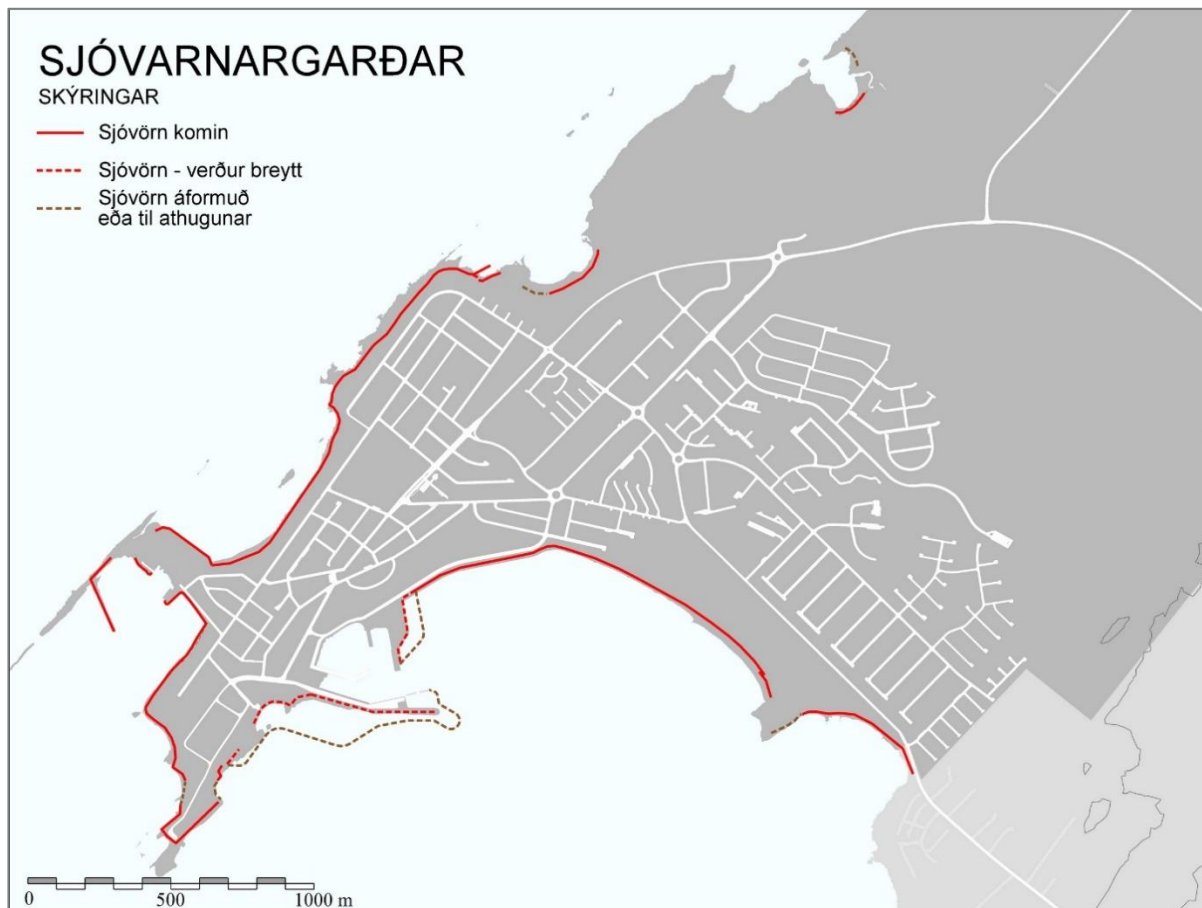 SJÓVARNARGARÐAR
SKÝRINGAR
Sjóvörn komin
Sjóvörn - verður breytt
Sjóvörn áformuð
eða til athugunar
0 500 1000 m